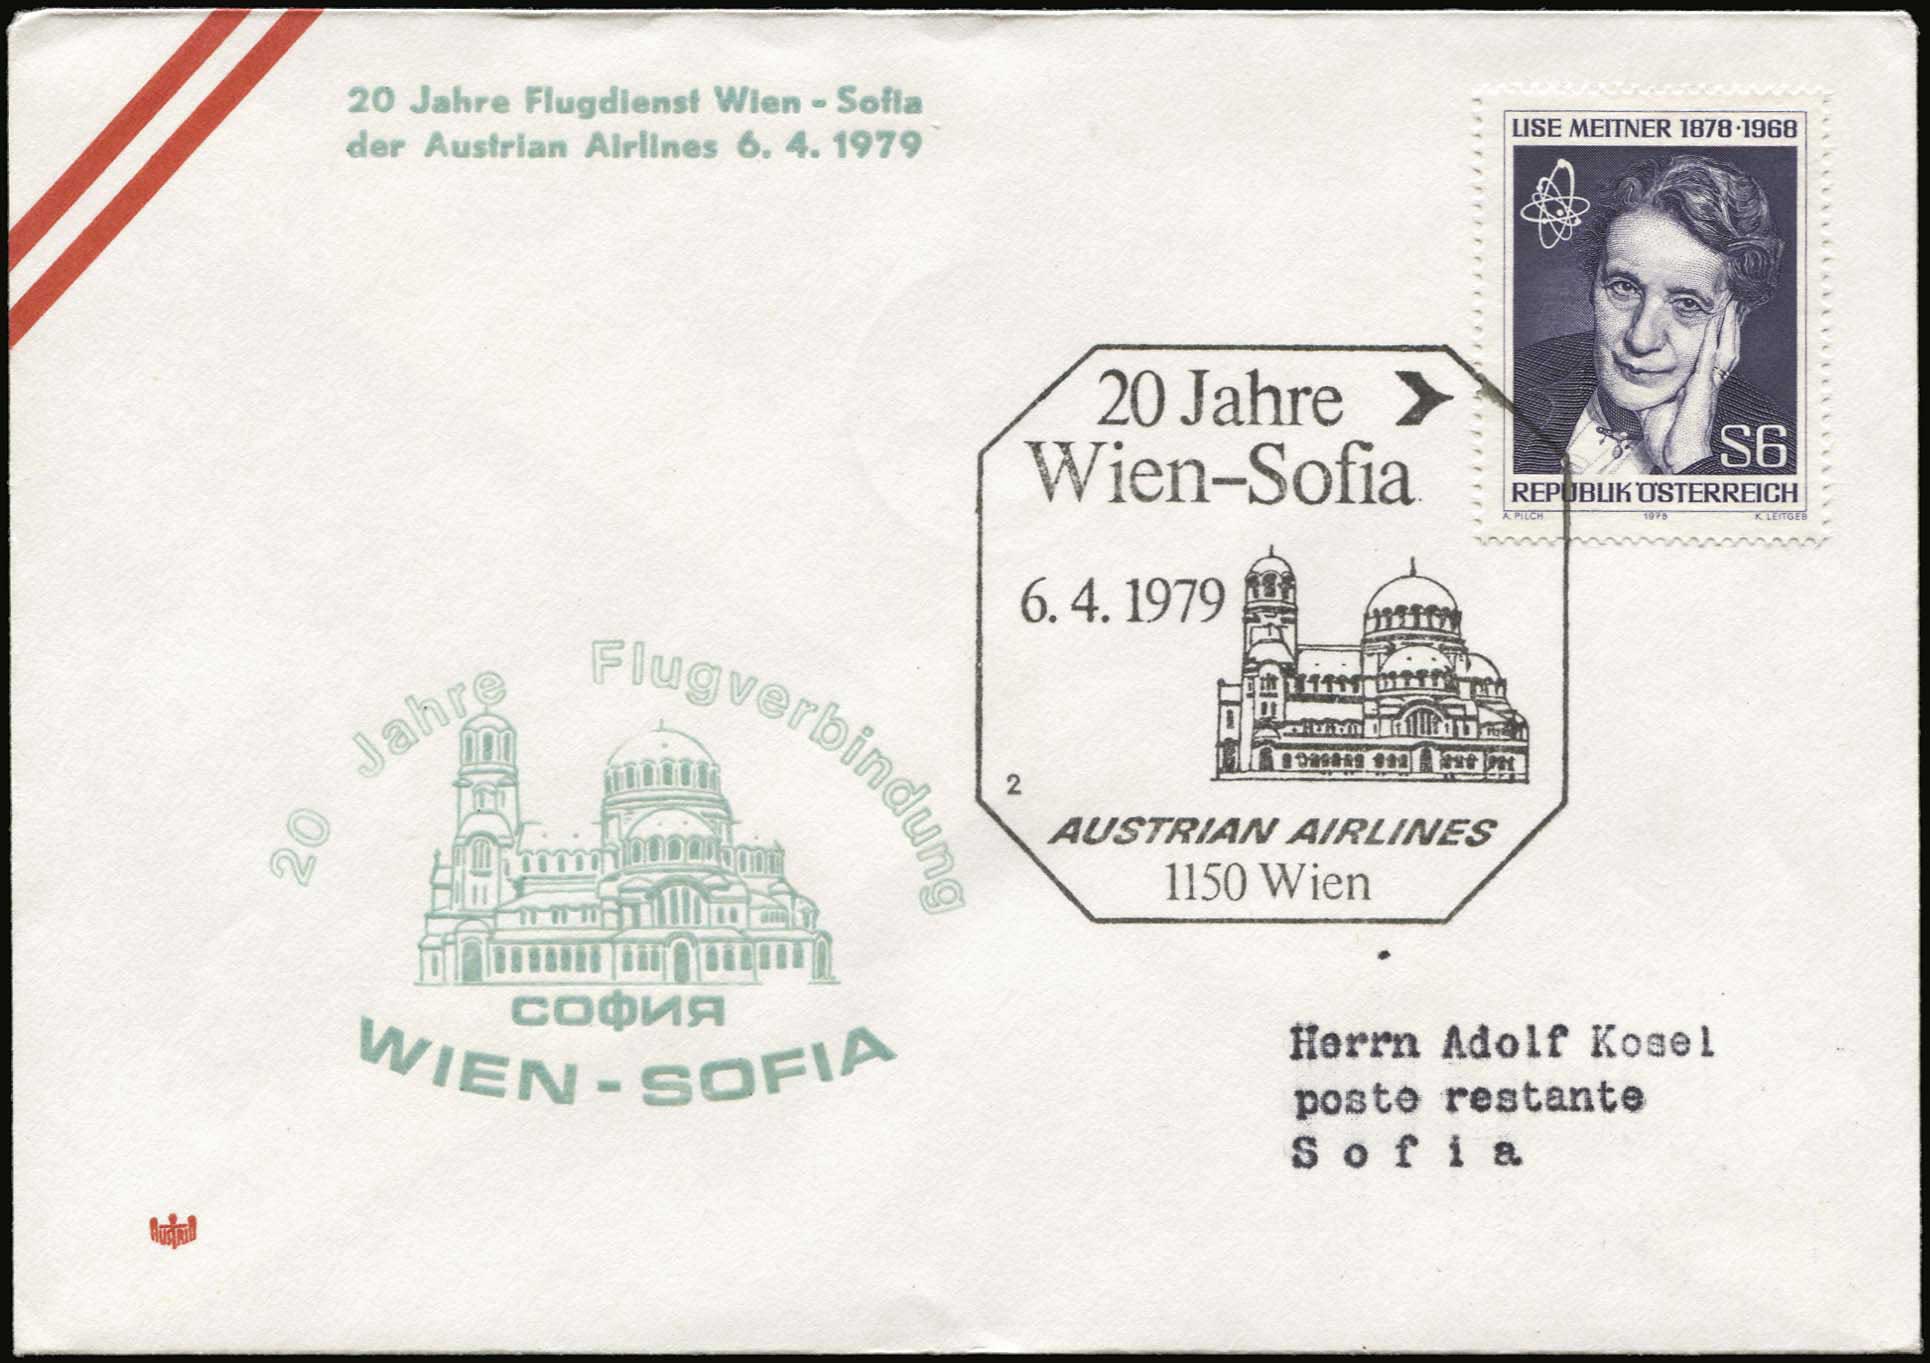 20 Jahre Flugdienst Wien - Sofia
der Austrian Airlines 6. 4. 1979
LISE MEITNER 1878·1968
S6
REPUBLIK ÖSTERREICH
A. PILCH 1978 K. LEITGEB
20 Jahre
Wien-Sofia
6. 4. 1979
2
AUSTRIAN AIRLINES
1150 Wien
20 Jahre Flugverbindung
СОФИЯ
WIEN - SOFIA
Herrn Adolf Kosel
poste restante
Sofia
AUSTRIA